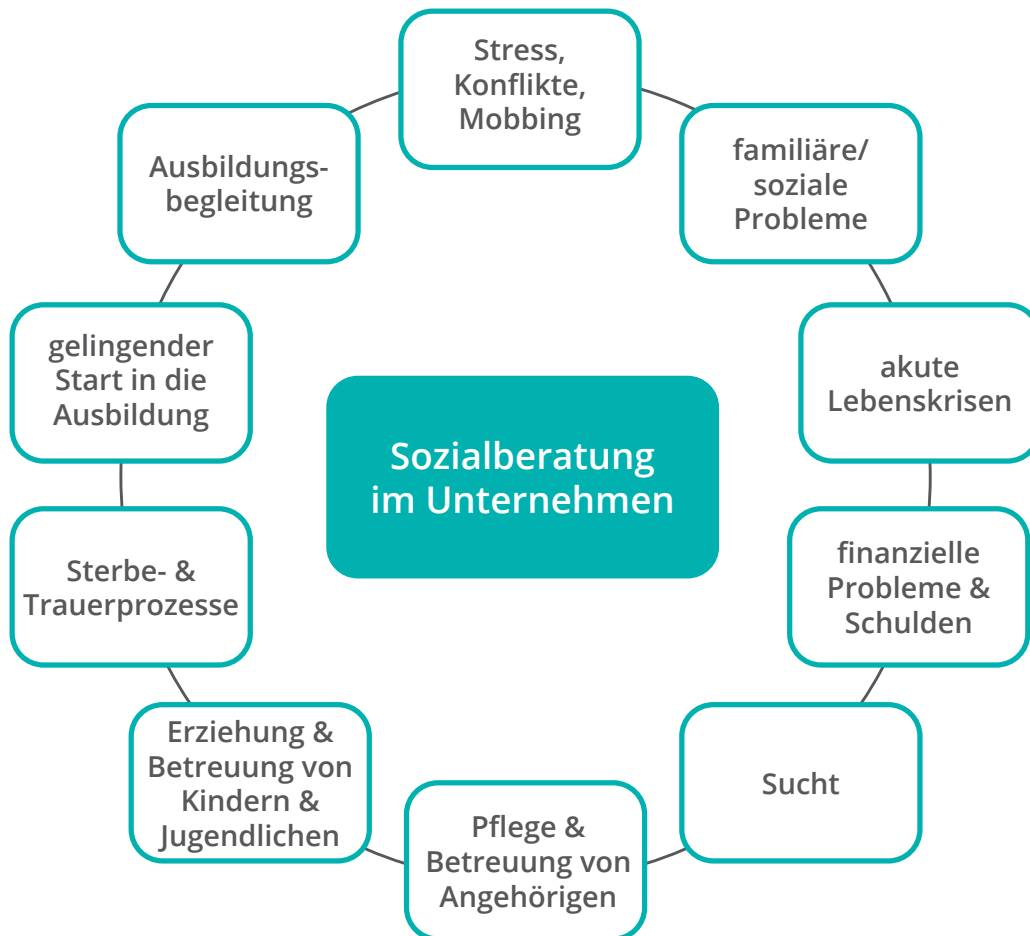 Stress,
Konflikte,
Mobbing
familiäre/
soziale
Probleme
akute
Lebenskrisen
finanzielle
Probleme &
Schulden
Sucht
Pflege &
Betreuung von
Angehörigen
Erziehung &
Betreuung von
Kindern &
Jugendlichen
Sterbe- &
Trauerprozesse
gelingender
Start in die
Ausbildung
Ausbildungs-
begleitung
Sozialberatung
im Unternehmen